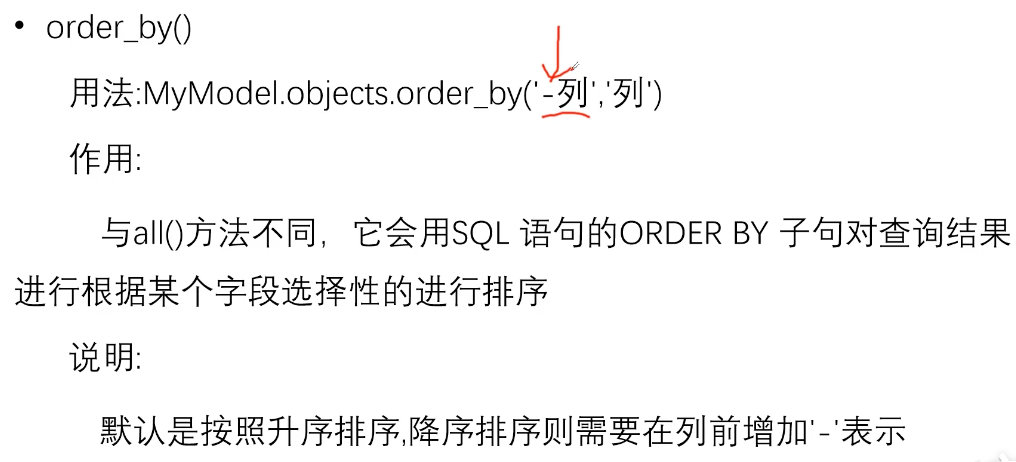 • order_by()
用法:MyModel.objects.order_by('-列','列')
作用:
与all()方法不同，它会用SQL 语句的ORDER BY 子句对查询结果
进行根据某个字段选择性的进行排序
说明:
默认是按照升序排序,降序排序则需要在列前增加'-'表示